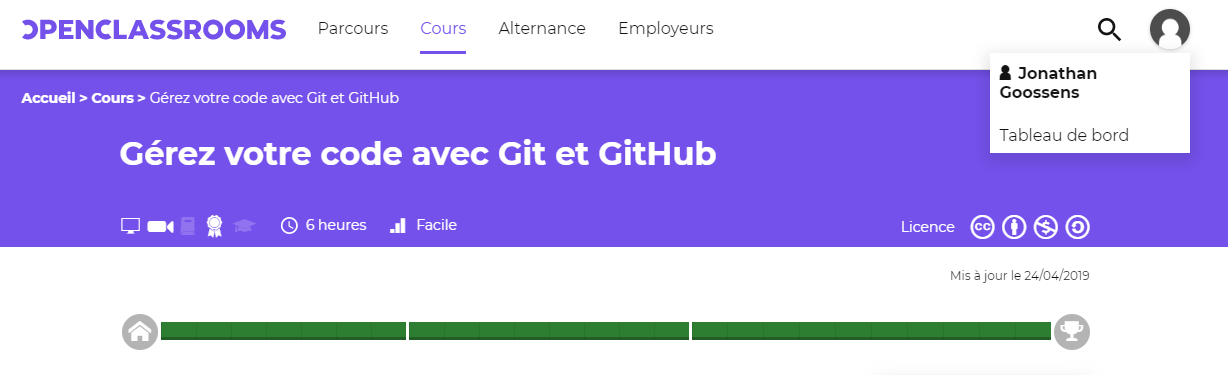 OPENCLASSROOMS Parcours Cours Alternance Employeurs
Jonathan
Goossens
Tableau de bord
Accueil > Cours > Gérez votre code avec Git et GitHub
Gérez votre code avec Git et GitHub
6 heures Facile Licence cc
Mis à jour le 24/04/2019